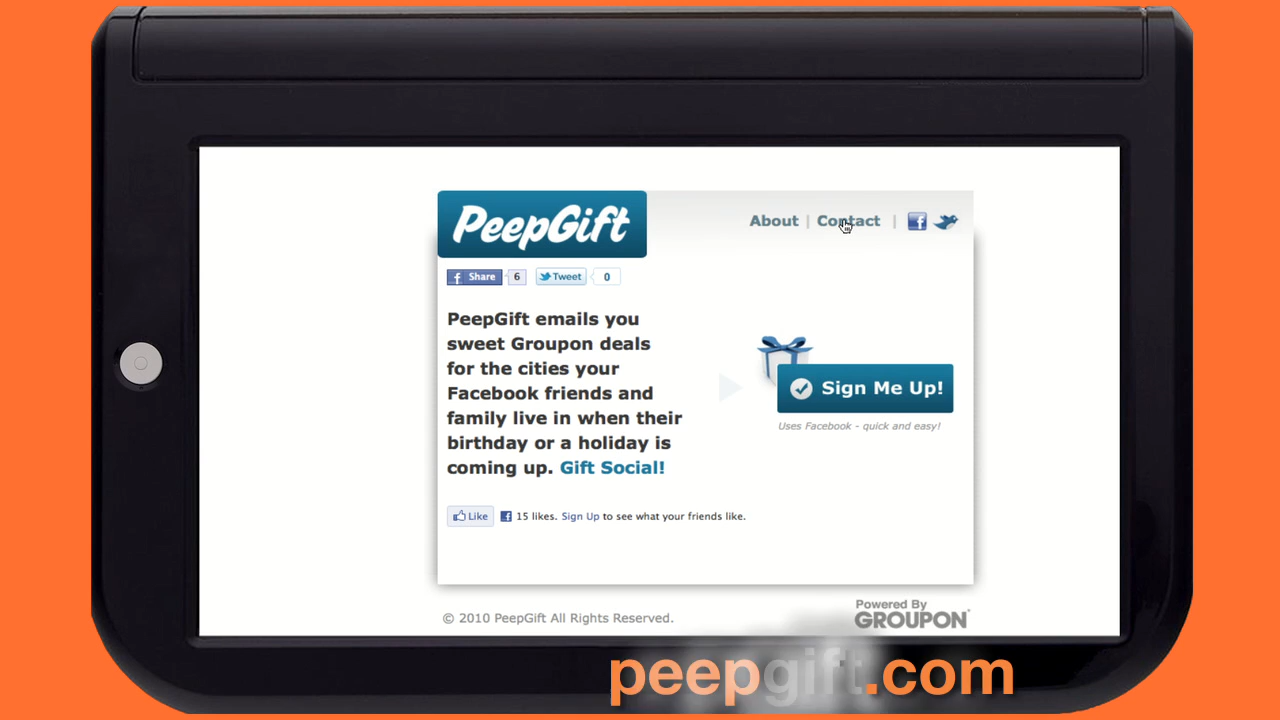 PeepGift
About | Contact |
Share 6 Tweet 0
PeepGift emails you
sweet Groupon deals
for the cities your
Facebook friends and
family live in when their
birthday or a holiday is
coming up. Gift Social!
Sign Me Up!
Uses Facebook - quick and easy!
Like 15 likes. Sign Up to see what your friends like.
© 2010 PeepGift All Rights Reserved.
Powered By
GROUPON
peepgift.com